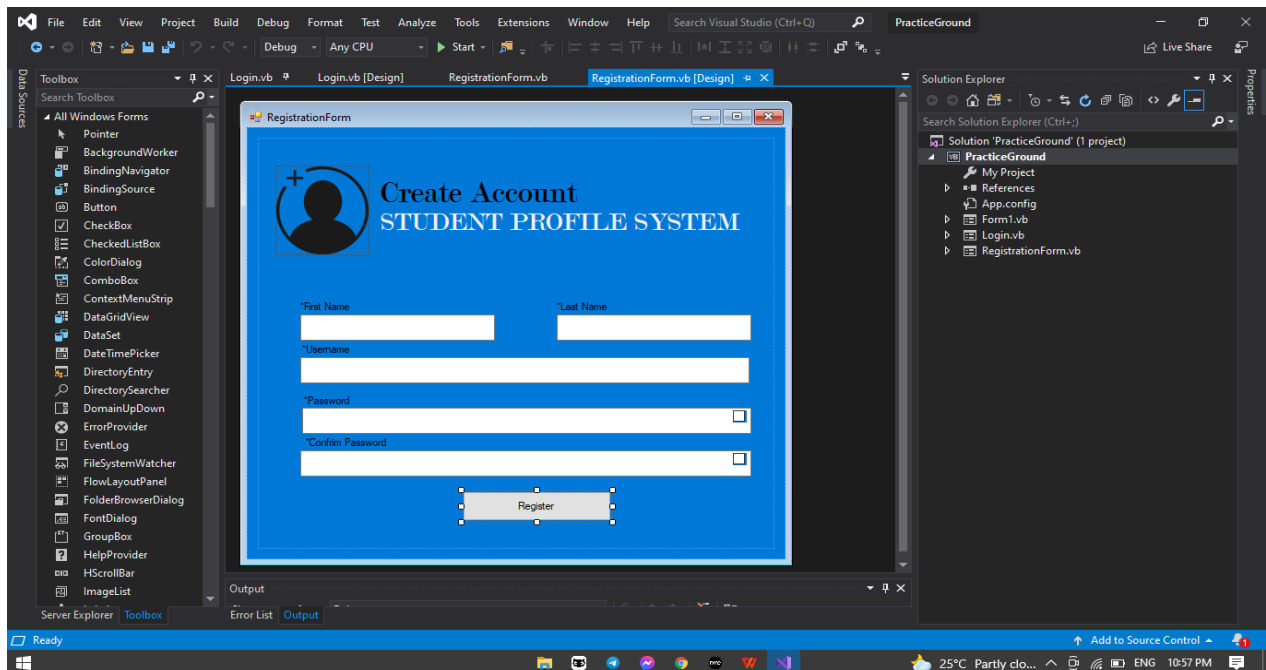 File Edit View Project Build Debug Format Test Analyze Tools Extensions Window Help Search Visual Studio (Ctrl+Q) PracticeGround
Debug Any CPU Start Live Share
Data Sources
Toolbox
Search Toolbox
All Windows Forms
Pointer
BackgroundWorker
BindingNavigator
BindingSource
Button
CheckBox
CheckedListBox
ColorDialog
ComboBox
ContextMenuStrip
DataGridView
DataSet
DateTimePicker
DirectoryEntry
DirectorySearcher
DomainUpDown
ErrorProvider
EventLog
FileSystemWatcher
FlowLayoutPanel
FolderBrowserDialog
FontDialog
GroupBox
HelpProvider
HScrollBar
ImageList
Server Explorer Toolbox
Login.vb Login.vb [Design] RegistrationForm.vb RegistrationForm.vb [Design]
RegistrationForm
Create Account
STUDENT PROFILE SYSTEM
*First Name *Last Name
*Username
*Password
*Confrim Password
Register
Output
Error List Output
Solution Explorer
Search Solution Explorer (Ctrl+;)
Solution 'PracticeGround' (1 project)
VB PracticeGround
My Project
References
App.config
Form1.vb
Login.vb
RegistrationForm.vb
Properties
Ready Add to Source Control 1
25°C Partly clo... ENG 10:57 PM